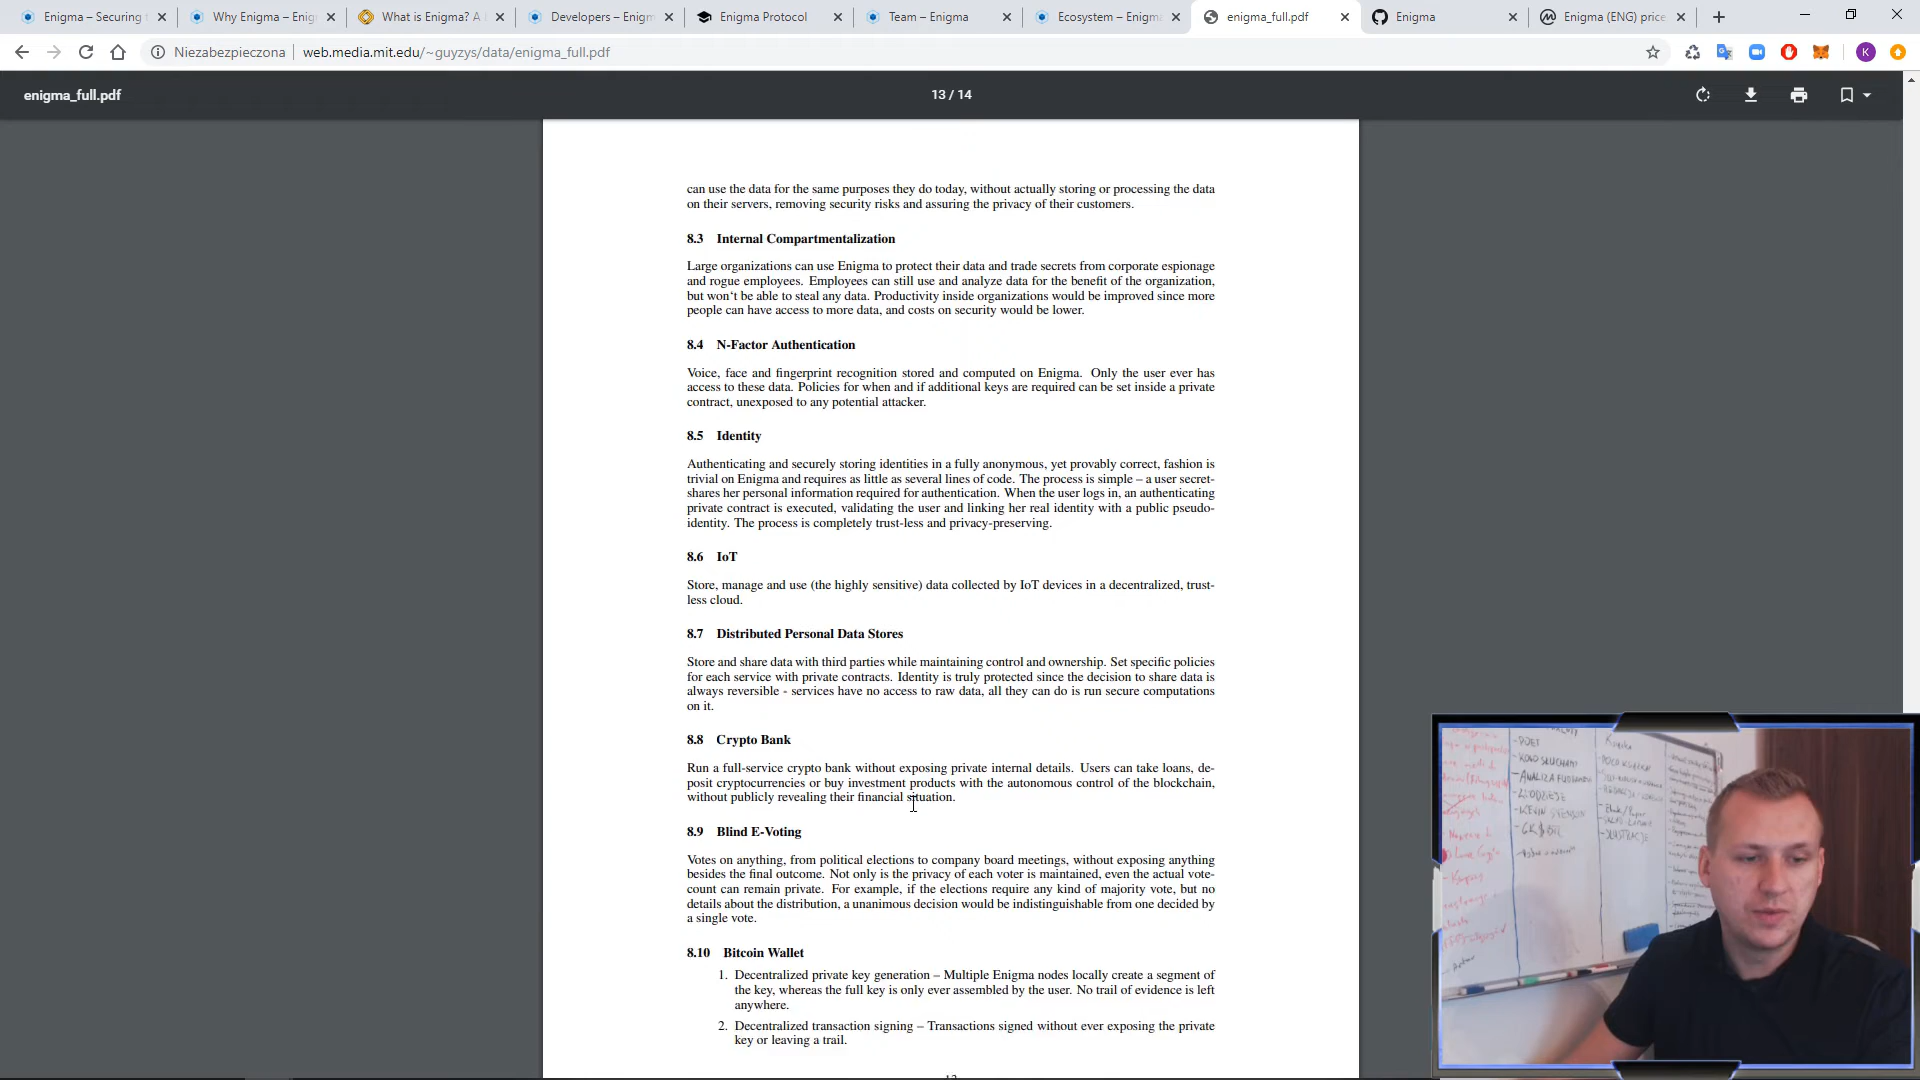 Enigma – Securing t
Why Enigma – Enig
What is Enigma? A
Developers – Enigm
Enigma Protocol
Team – Enigma
Ecosystem – Enigma
enigma_full.pdf
Enigma
Enigma (ENG) price
Niezabezpieczona
web.media.mit.edu/~guyzys/data/enigma_full.pdf
K
enigma_full.pdf
13 / 14
can use the data for the same purposes they do today, without actually storing or processing the data
on their servers, removing security risks and assuring the privacy of their customers.
8.3 Internal Compartmentalization
Large organizations can use Enigma to protect their data and trade secrets from corporate espionage
and rogue employees. Employees can still use and analyze data for the benefit of the organization,
but won‘t be able to steal any data. Productivity inside organizations would be improved since more
people can have access to more data, and costs on security would be lower.
8.4 N-Factor Authentication
Voice, face and fingerprint recognition stored and computed on Enigma. Only the user ever has
access to these data. Policies for when and if additional keys are required can be set inside a private
contract, unexposed to any potential attacker.
8.5 Identity
Authenticating and securely storing identities in a fully anonymous, yet provably correct, fashion is
trivial on Enigma and requires as little as several lines of code. The process is simple – a user secret-
shares her personal information required for authentication. When the user logs in, an authenticating
private contract is executed, validating the user and linking her real identity with a public pseudo-
identity. The process is completely trust-less and privacy-preserving.
8.6 IoT
Store, manage and use (the highly sensitive) data collected by IoT devices in a decentralized, trust-
less cloud.
8.7 Distributed Personal Data Stores
Store and share data with third parties while maintaining control and ownership. Set specific policies
for each service with private contracts. Identity is truly protected since the decision to share data is
always reversible - services have no access to raw data, all they can do is run secure computations
on it.
8.8 Crypto Bank
Run a full-service crypto bank without exposing private internal details. Users can take loans, de-
posit cryptocurrencies or buy investment products with the autonomous control of the blockchain,
without publicly revealing their financial situation.
8.9 Blind E-Voting
Votes on anything, from political elections to company board meetings, without exposing anything
besides the final outcome. Not only is the privacy of each voter is maintained, even the actual vote-
count can remain private. For example, if the elections require any kind of majority vote, but no
details about the distribution, a unanimous decision would be indistinguishable from one decided by
a single vote.
8.10 Bitcoin Wallet
1. Decentralized private key generation – Multiple Enigma nodes locally create a segment of
the key, whereas the full key is only ever assembled by the user. No trail of evidence is left
anywhere.
2. Decentralized transaction signing – Transactions signed without ever exposing the private
key or leaving a trail.